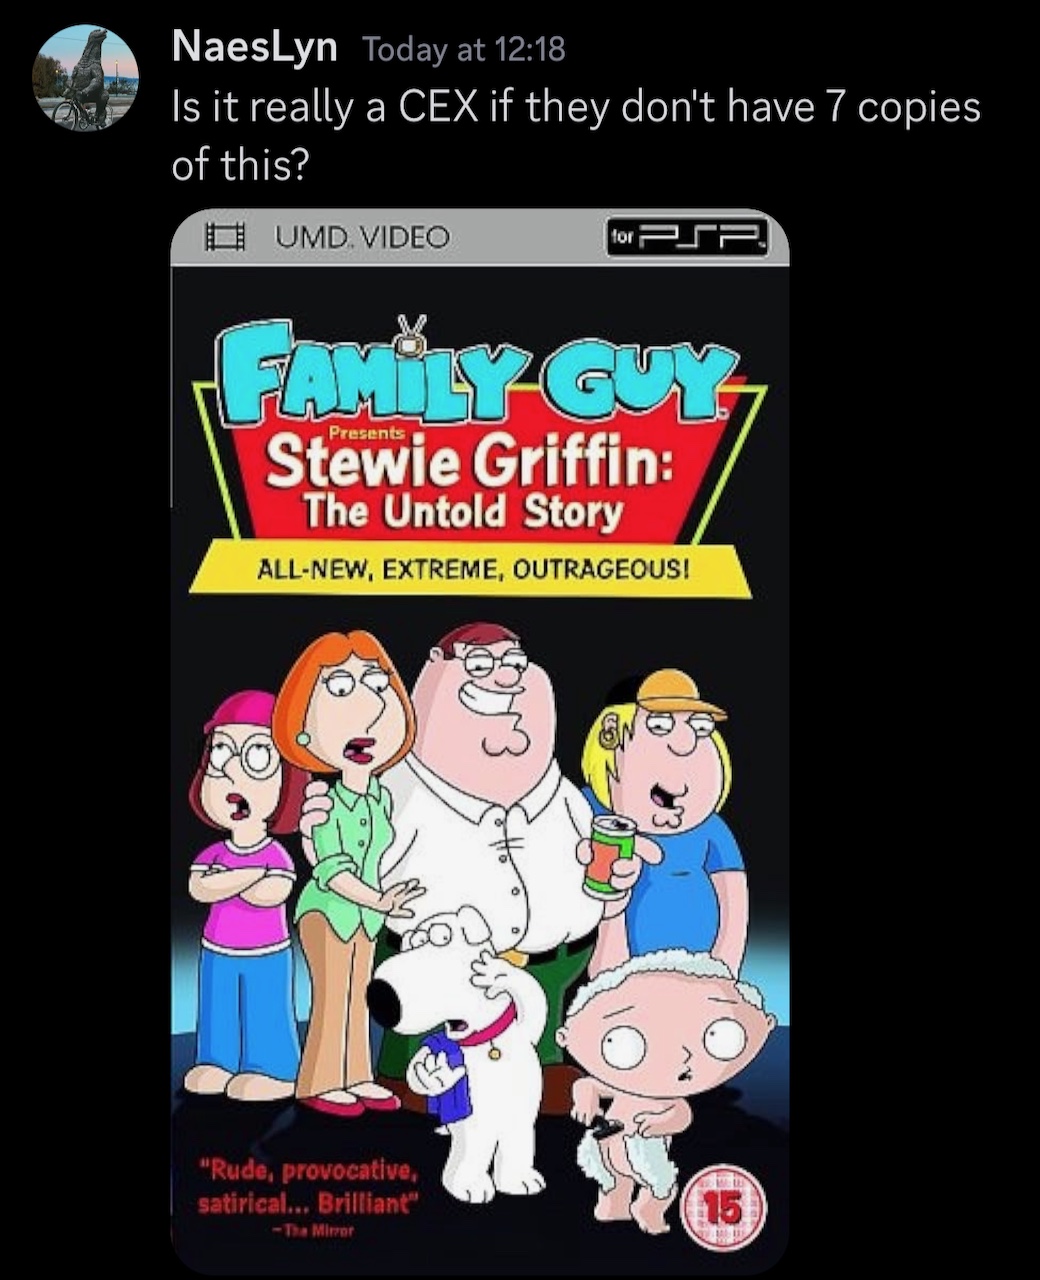 NaesLyn Today at 12:18
Is it really a CEX if they don't have 7 copies
of this?
UMD. VIDEO for PSP
FAMiLY GUY
Presents
Stewie Griffin:
The Untold Story
ALL-NEW, EXTREME, OUTRAGEOUS!
"Rude, provocative,
satirical... Brilliant"
–The Mirror
15